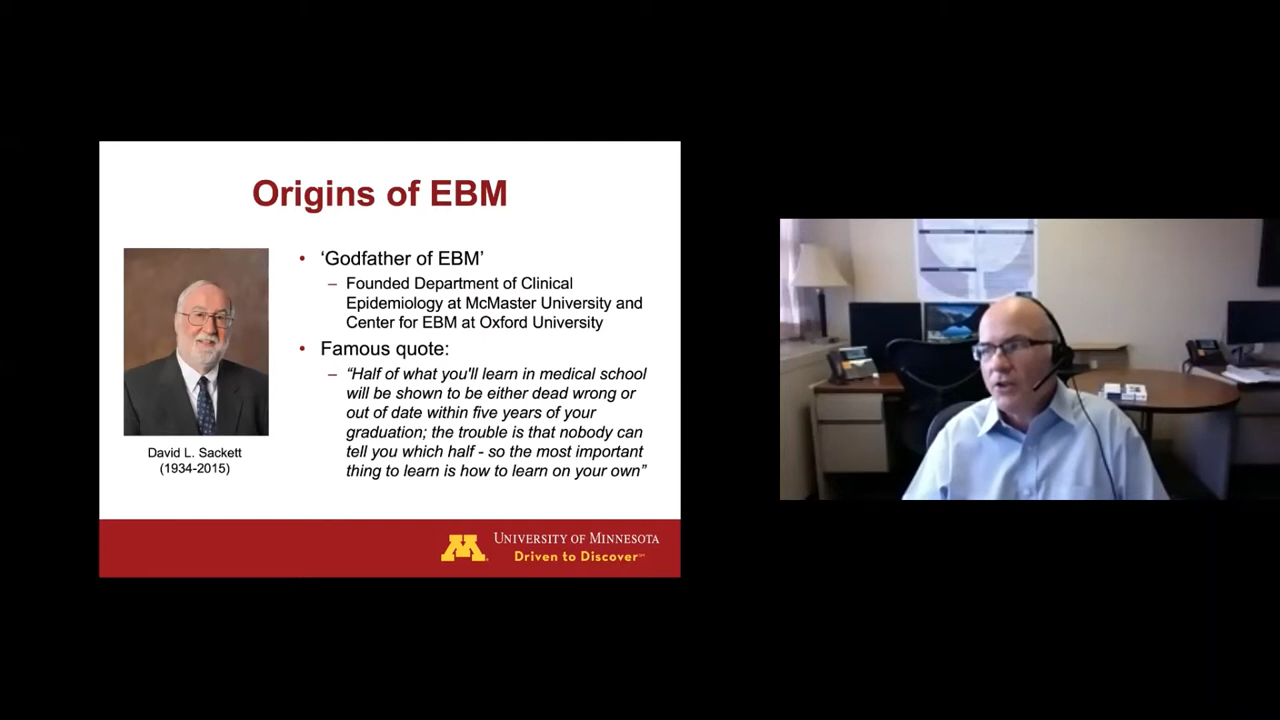 Origins of EBM
• ‘Godfather of EBM’
– Founded Department of Clinical
Epidemiology at McMaster University and
Center for EBM at Oxford University
• Famous quote:
– “Half of what you'll learn in medical school
will be shown to be either dead wrong or
out of date within five years of your
graduation; the trouble is that nobody can
tell you which half - so the most important
thing to learn is how to learn on your own”
David L. Sackett
(1934-2015)
M
UNIVERSITY OF MINNESOTA
Driven to Discover℠